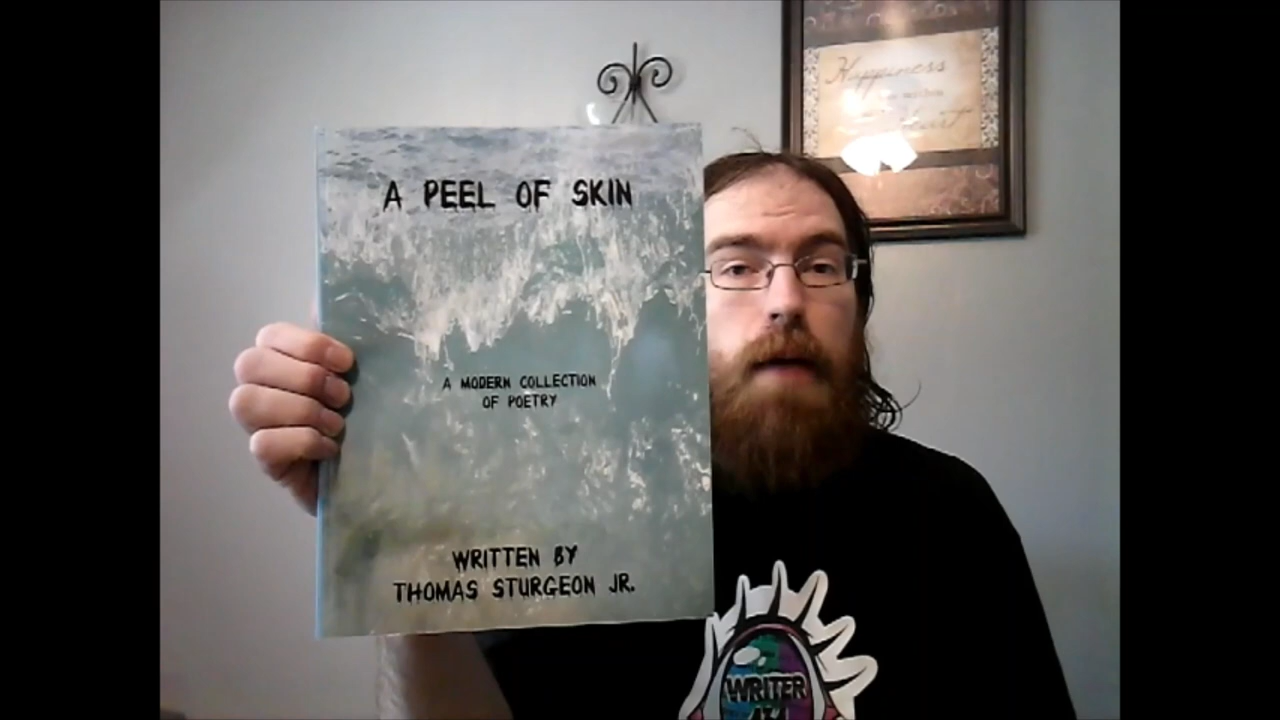 A PEEL OF SKIN
A MODERN COLLECTION
OF POETRY
WRITTEN BY
THOMAS STURGEON JR.
Happiness
WRITER